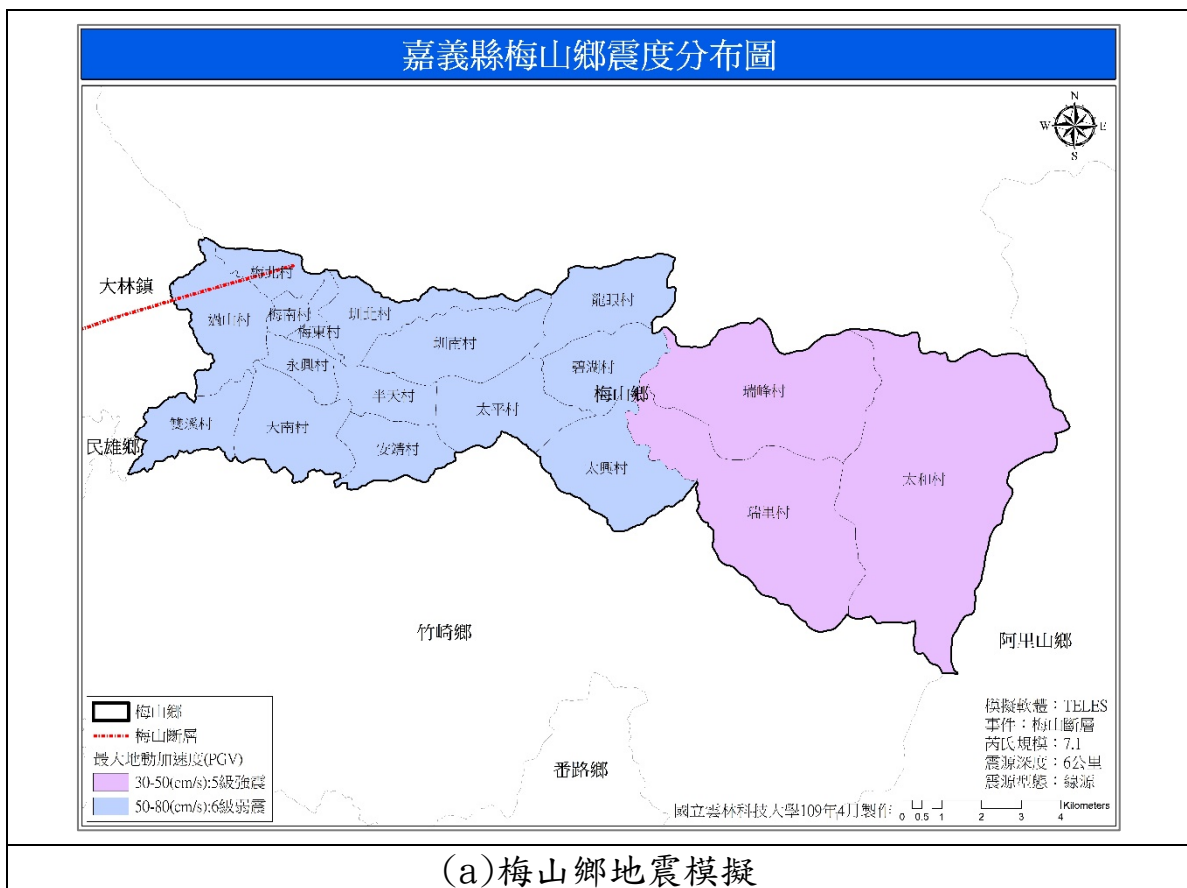 嘉義縣梅山鄉震度分布圖
N
W E
S
大林鎮
梅北村
龍眼村
過山村
梅南村
圳北村
梅東村
圳南村
永興村
碧湖村
半天村
太平村
梅山鄉
瑞峰村
雙溪村
大南村
民雄鄉
安靖村
太興村
太和村
瑞里村
竹崎鄉
阿里山鄉
番路鄉
梅山鄉
梅山斷層
最大地動加速度(PGV)
30-50(cm/s):5級強震
50-80(cm/s):6級弱震
模擬軟體：TELES
事件：梅山斷層
芮氏規模：7.1
震源深度：6公里
震源型態：線源
國立雲林科技大學109年4月製作
Kilometers
0 0.5 1 2 3 4
(a)梅山鄉地震模擬